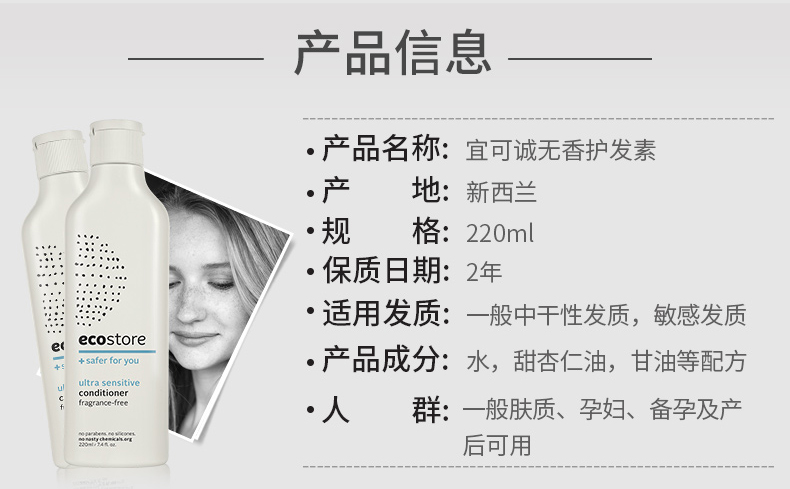 产品信息
• 产品名称: 宜可诚无香护发素
• 产 地: 新西兰
• 规 格: 220ml
• 保质日期: 2年
• 适用发质: 一般中干性发质，敏感发质
• 产品成分: 水，甜杏仁油，甘油等配方
• 人 群: 一般肤质、孕妇、备孕及产
后可用
ecostore
+ safer for you
ultra sensitive
conditioner
fragrance-free
no parabens, no silicones.
no nasty chemicals.org
220ml / 7.4 fl. oz.